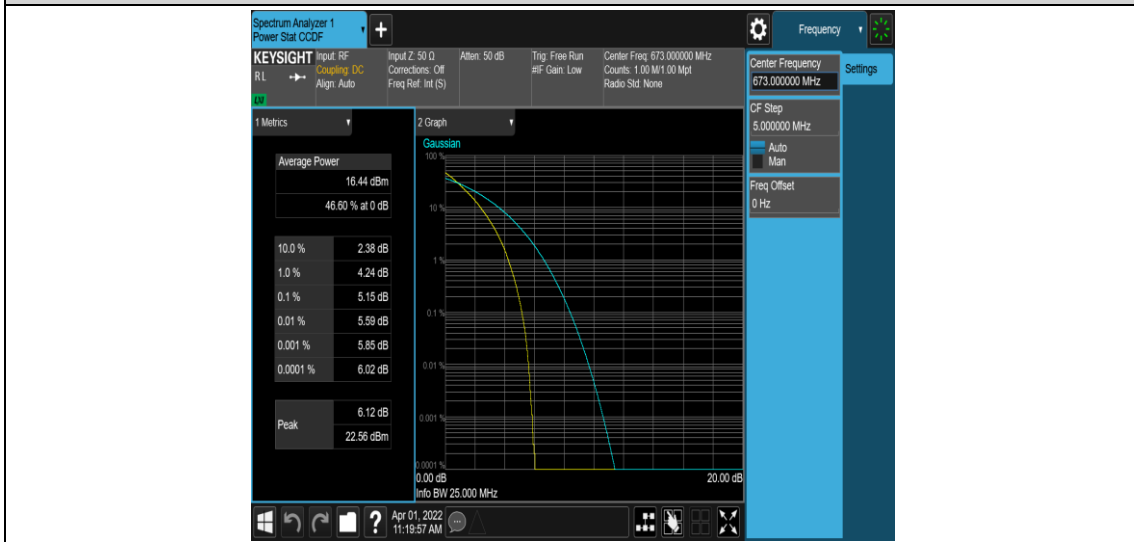 Spectrum Analyzer 1
Power Stat CCDF
+
Frequency
KEYSIGHT
RL
LXI
Input: RF
Coupling: DC
Align: Auto
Input Z: 50 Ω
Corrections: Off
Freq Ref: Int (S)
Atten: 50 dB
Trig: Free Run
#IF Gain: Low
Center Freq: 673.000000 MHz
Counts: 1.00 M/1.00 Mpt
Radio Std: None
Center Frequency
673.000000 MHz
Settings
CF Step
5.000000 MHz
Auto
Man
Freq Offset
0 Hz
1 Metrics
Average Power
16.44 dBm
46.60 % at 0 dB
10.0 % 2.38 dB
1.0 % 4.24 dB
0.1 % 5.15 dB
0.01 % 5.59 dB
0.001 % 5.85 dB
0.0001 % 6.02 dB
Peak
6.12 dB
22.56 dBm
2 Graph
Gaussian
100 %
10 %
1 %
0.1 %
0.01 %
0.001 %
0.0001 %
0.00 dB 20.00 dB
Info BW 25.000 MHz
?
Apr 01, 2022
11:19:57 AM